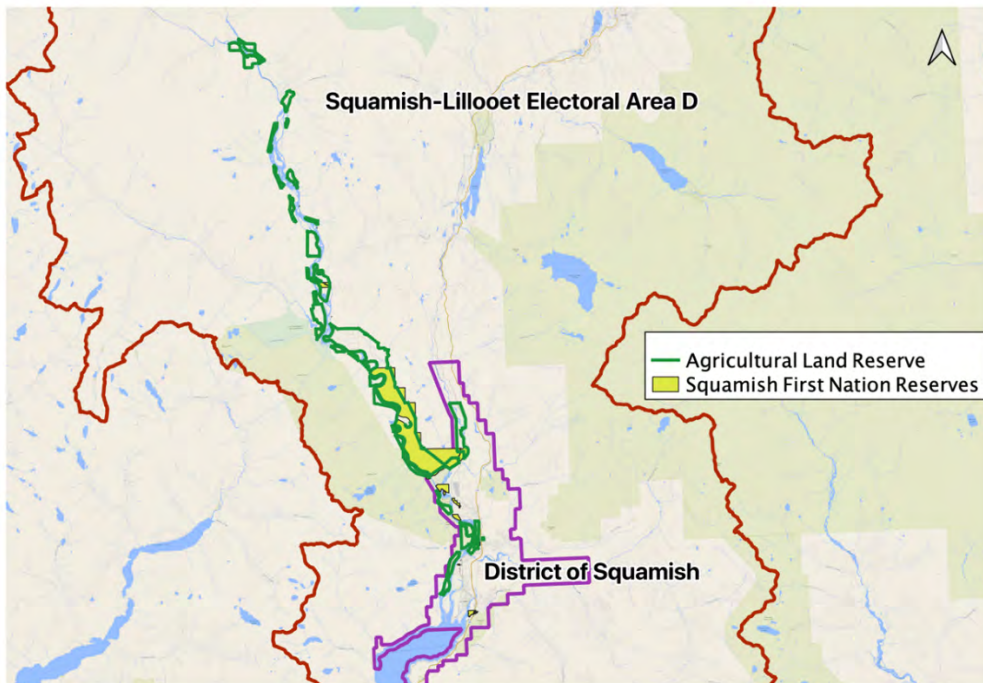 Squamish-Lillooet Electoral Area D
Agricultural Land Reserve
Squamish First Nation Reserves
District of Squamish